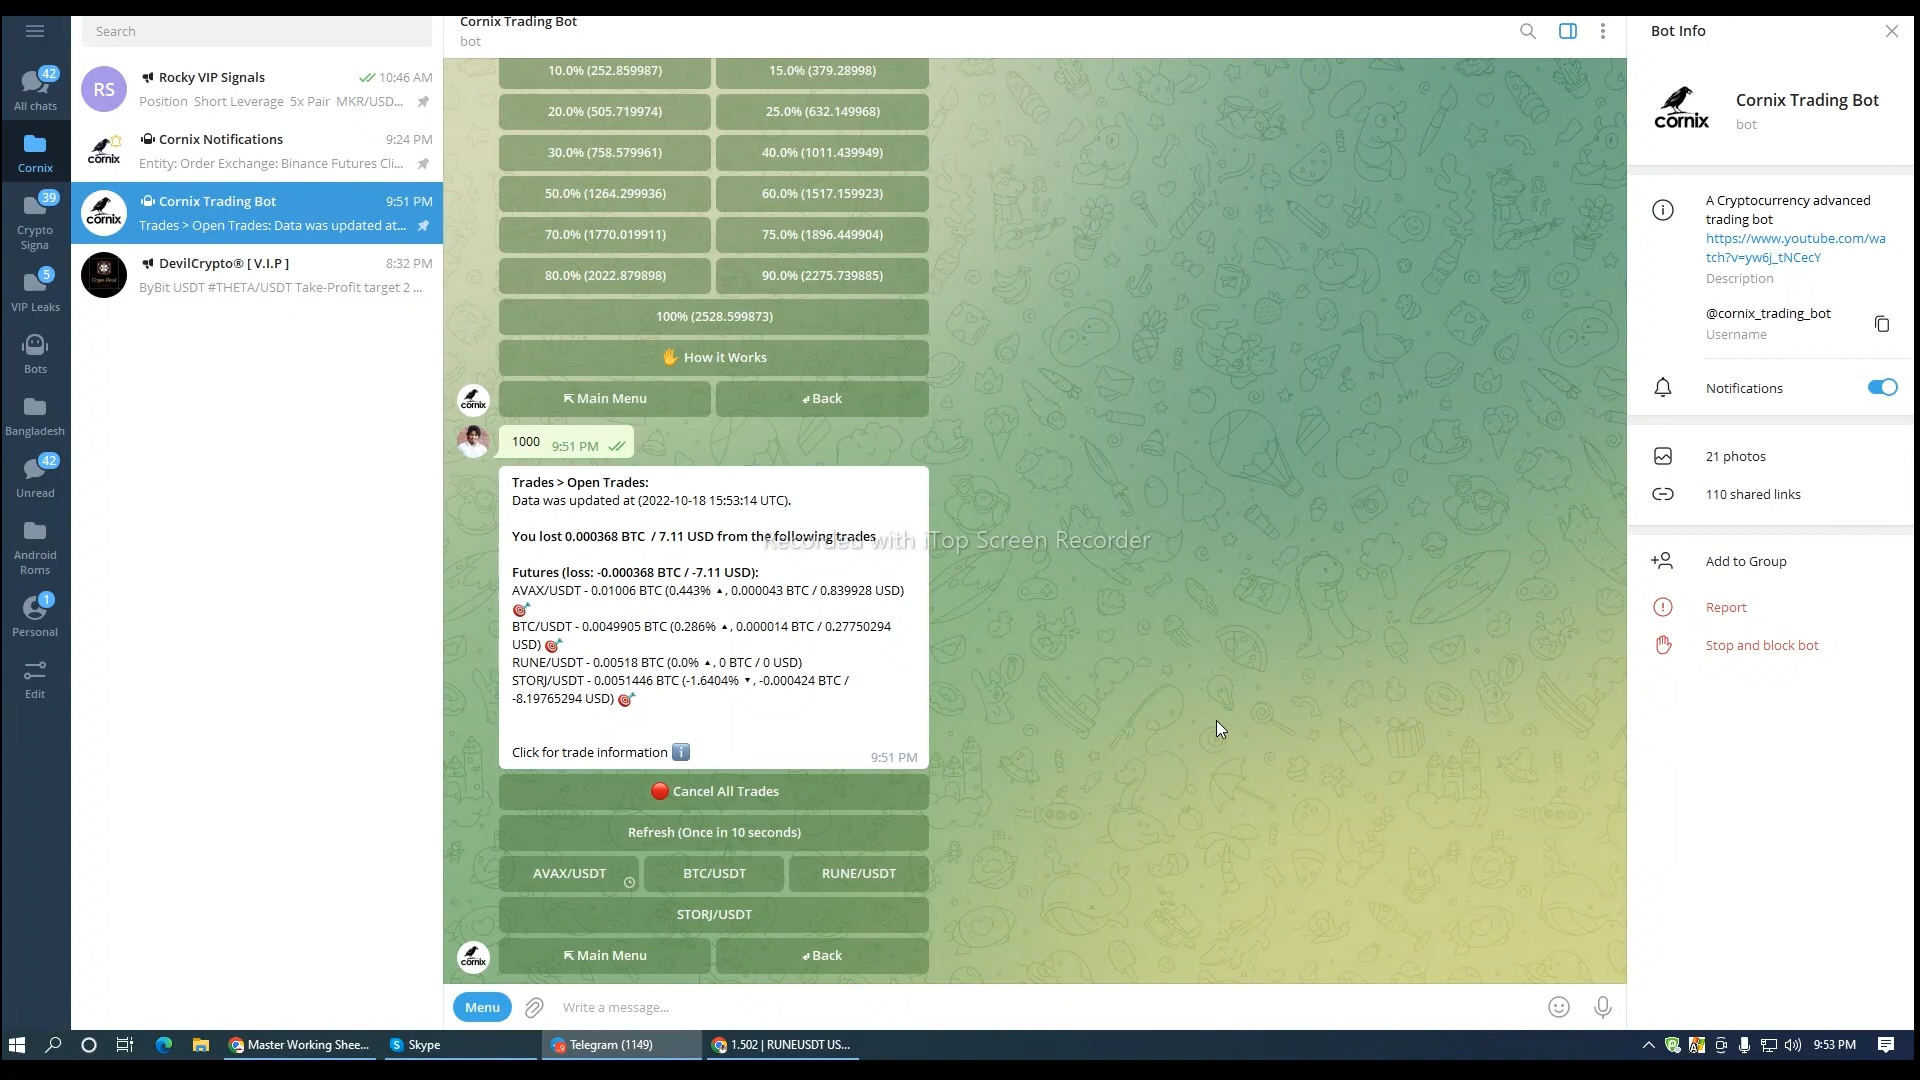 Search
42
All chats
Cornix
39
Crypto
Signa
5
VIP Leaks
Bots
Bangladesh
42
Unread
Android
Roms
1
Personal
Edit
RS
Rocky VIP Signals
10:46 AM
Position Short Leverage 5x Pair MKR/USD...
cornix
Cornix Notifications
9:24 PM
Entity: Order Exchange: Binance Futures Cli...
cornix
Cornix Trading Bot
9:51 PM
Trades > Open Trades: Data was updated at...
DevilCrypto® [ V.I.P ]
8:32 PM
ByBit USDT #THETA/USDT Take-Profit target 2 ...
Cornix Trading Bot
bot
10.0% (252.859987)
15.0% (379.28998)
20.0% (505.719974)
25.0% (632.149968)
30.0% (758.579961)
40.0% (1011.439949)
50.0% (1264.299936)
60.0% (1517.159923)
70.0% (1770.019911)
75.0% (1896.449904)
80.0% (2022.879898)
90.0% (2275.739885)
100% (2528.599873)
✋ How it Works
cornix
⇱ Main Menu
↲ Back
1000
9:51 PM
Trades > Open Trades:
Data was updated at (2022-10-18 15:53:14 UTC).
You lost 0.000368 BTC / 7.11 USD from the following trades
Recorded with iTop Screen Recorder
Futures (loss: -0.000368 BTC / -7.11 USD):
AVAX/USDT - 0.01006 BTC (0.443% ▲, 0.000043 BTC / 0.839928 USD)
🎯
BTC/USDT - 0.0049905 BTC (0.286% ▲, 0.000014 BTC / 0.27750294
USD) 🎯
RUNE/USDT - 0.00518 BTC (0.0% ▲, 0 BTC / 0 USD)
STORJ/USDT - 0.0051446 BTC (-1.6404% ▼, -0.000424 BTC /
-8.19765294 USD) 🎯
Click for trade information ℹ️
9:51 PM
🔴 Cancel All Trades
Refresh (Once in 10 seconds)
AVAX/USDT
BTC/USDT
RUNE/USDT
STORJ/USDT
cornix
⇱ Main Menu
↲ Back
Menu
Write a message...
Bot Info
cornix
Cornix Trading Bot
bot
A Cryptocurrency advanced
trading bot
https://www.youtube.com/wa
tch?v=yw6j_tNCecY
Description
@cornix_trading_bot
Username
Notifications
21 photos
110 shared links
Add to Group
Report
Stop and block bot
Master Working Shee...
Skype
Telegram (1149)
1.502 | RUNEUSDT US...
9:53 PM